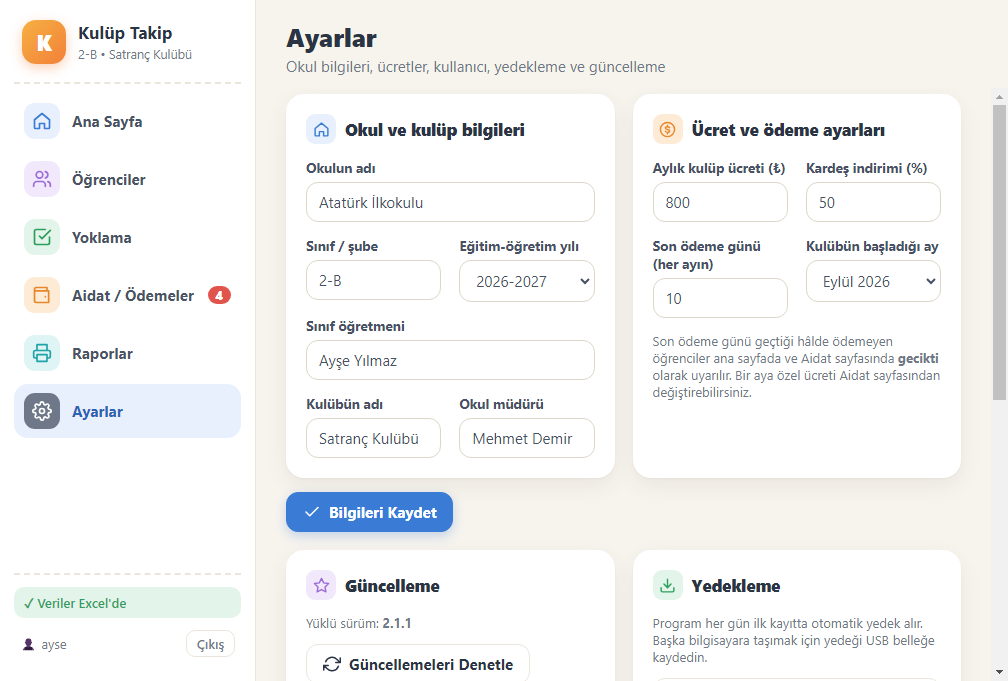 K
Kulüp Takip
2-B • Satranç Kulübü
Ana Sayfa
Öğrenciler
Yoklama
Aidat / Ödemeler 4
Raporlar
Ayarlar
✓ Veriler Excel'de
ayse
Çıkış
Ayarlar
Okul bilgileri, ücretler, kullanıcı, yedekleme ve güncelleme
Okul ve kulüp bilgileri
Okulun adı
Atatürk İlkokulu
Sınıf / şube
2-B
Eğitim-öğretim yılı
2026-2027
Sınıf öğretmeni
Ayşe Yılmaz
Kulübün adı
Satranç Kulübü
Okul müdürü
Mehmet Demir
Ücret ve ödeme ayarları
Aylık kulüp ücreti (₺)
800
Kardeş indirimi (%)
50
Son ödeme günü
(her ayın)
10
Kulübün başladığı ay
Eylül 2026
Son ödeme günü geçtiği hâlde ödemeyen
öğrenciler ana sayfada ve Aidat sayfasında gecikti
olarak uyarılır. Bir aya özel ücreti Aidat sayfasından
değiştirebilirsiniz.
Bilgileri Kaydet
Güncelleme
Yüklü sürüm: 2.1.1
Güncellemeleri Denetle
Yedekleme
Program her gün ilk kayıtta otomatik yedek alır.
Başka bilgisayara taşımak için yedeği USB belleğe
kaydedin.